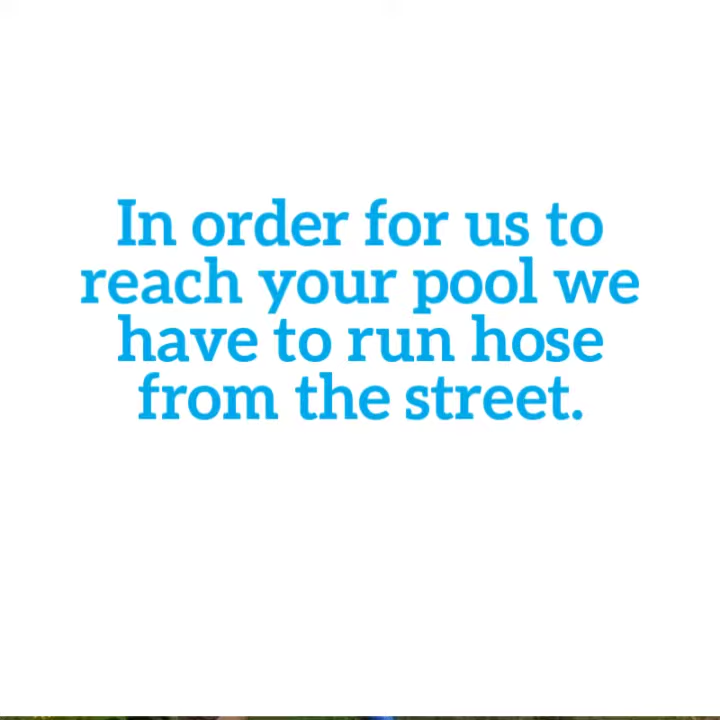 In order for us to
reach your pool we
have to run hose
from the street.